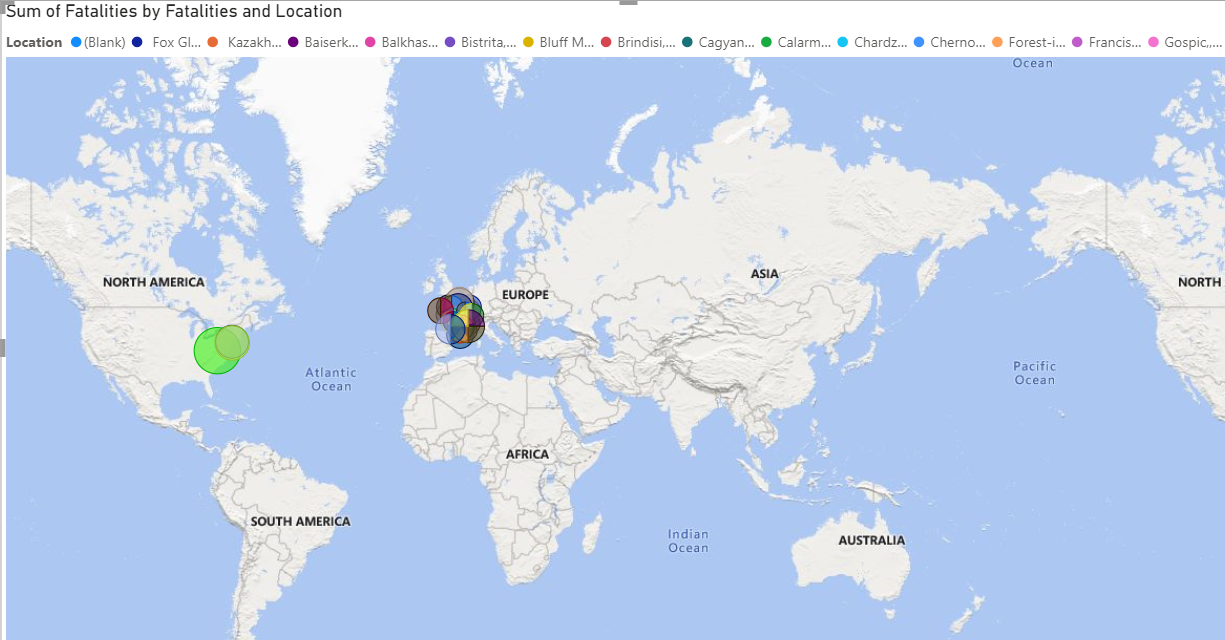 Sum of Fatalities by Fatalities and Location
Location (Blank) Fox Gl... Kazakh... Baiserk... Balkhas... Bistrita,... Bluff M... Brindisi,... Cagyan... Calarm... Chardz... Cherno... Forest-i... Francis... Gospic,,...
Ocean
NORTH AMERICA
EUROPE
ASIA
NORTH
Atlantic
Ocean
Pacific
Ocean
AFRICA
SOUTH AMERICA
Indian
Ocean
AUSTRALIA